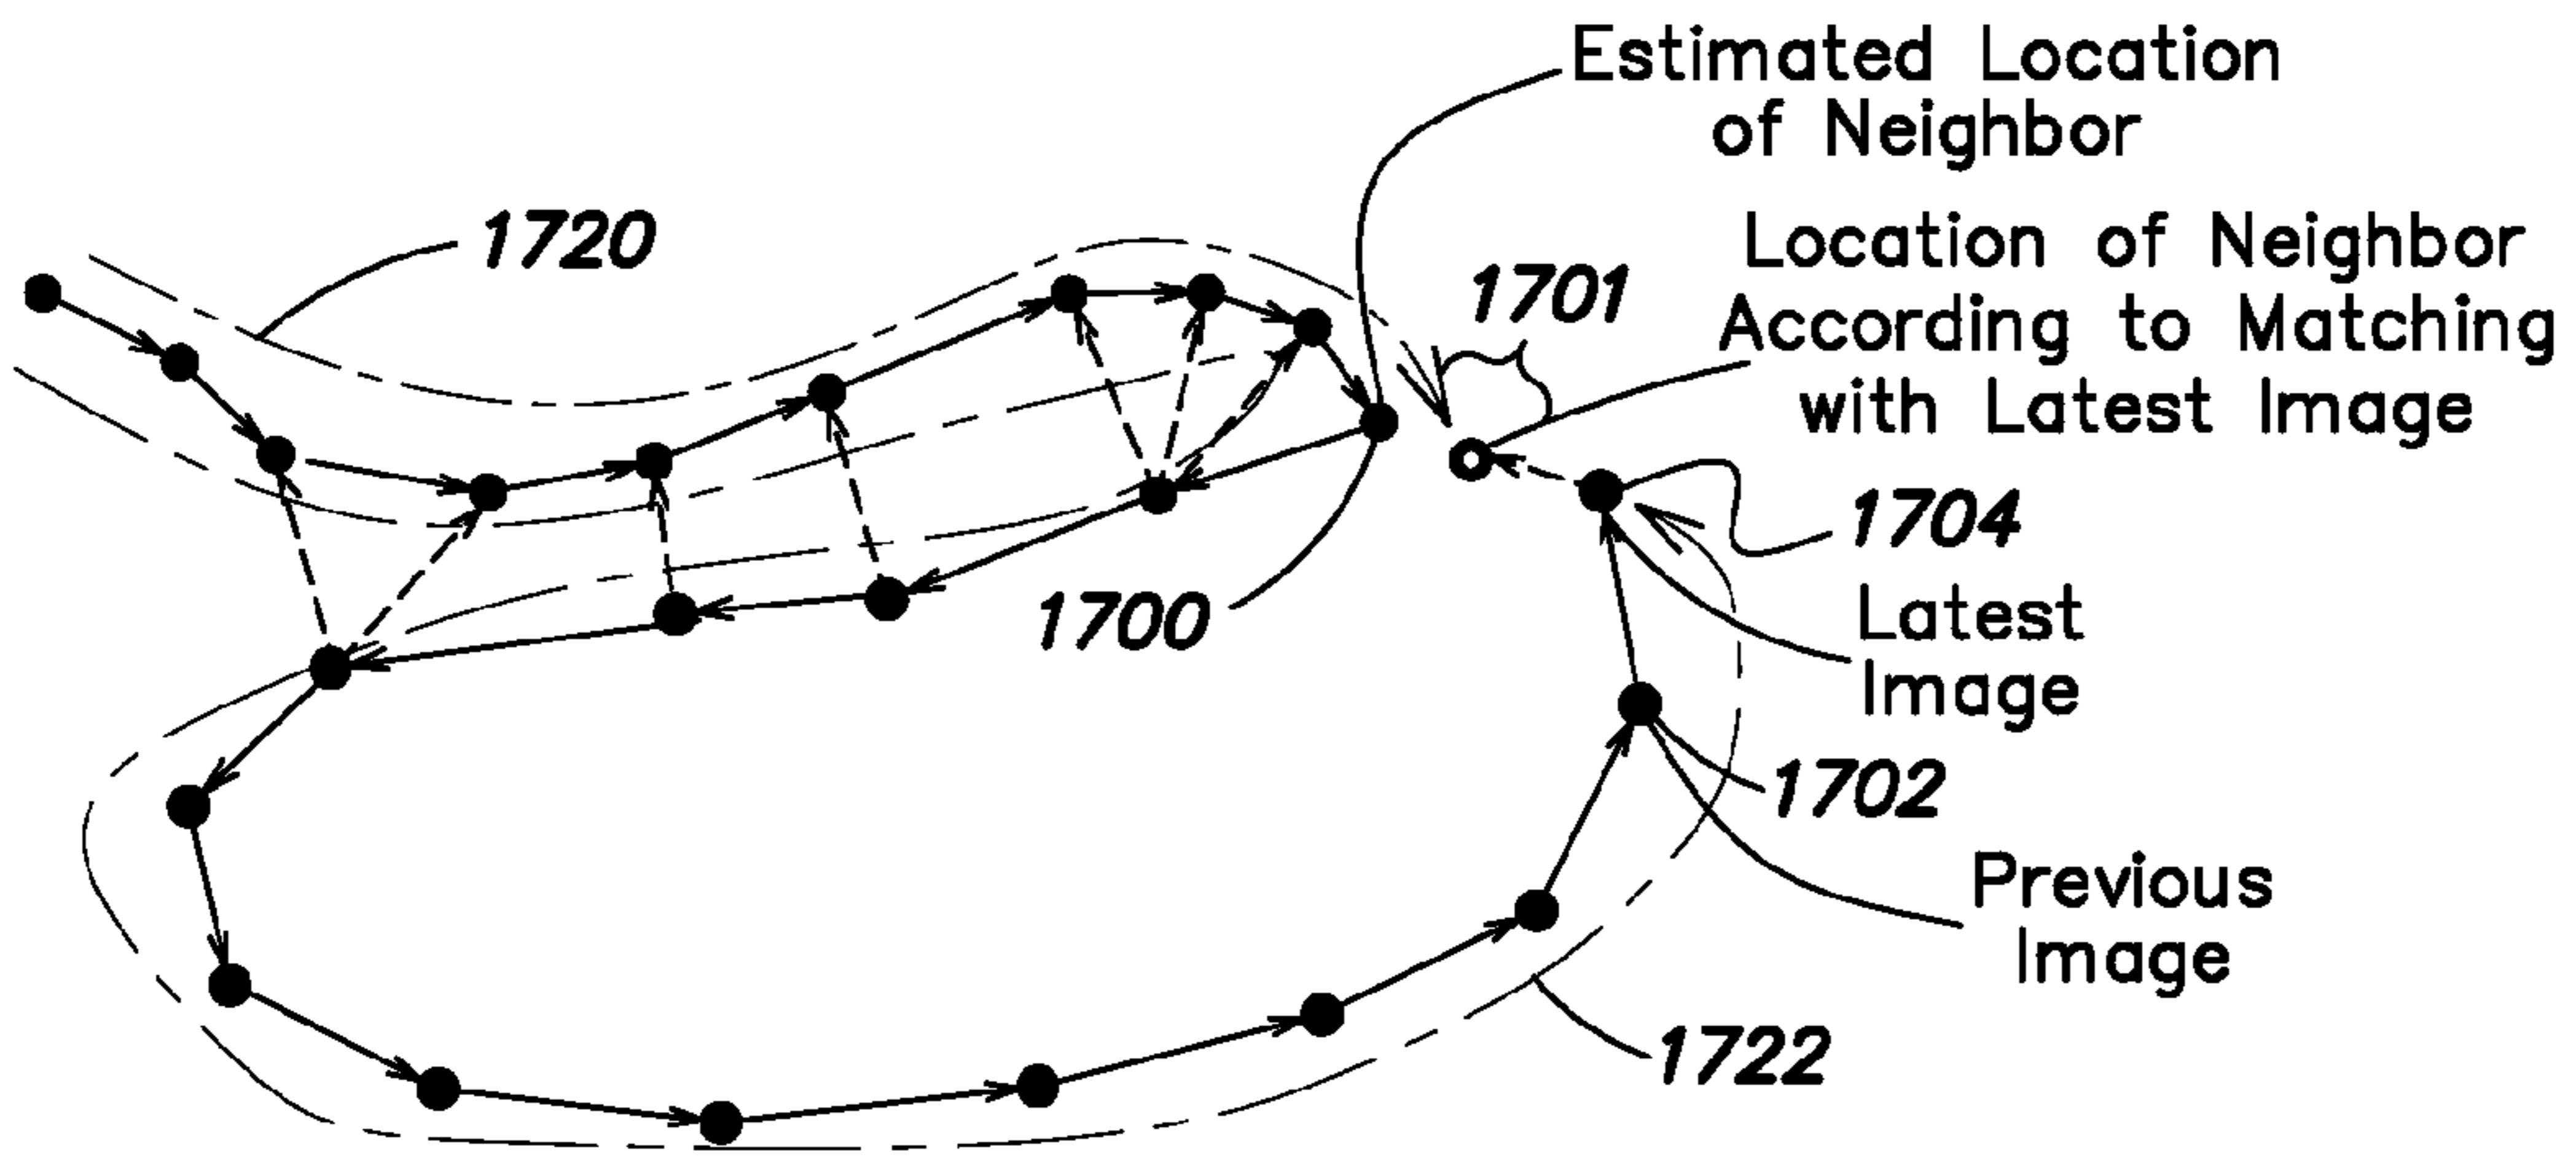 Estimated Location
of Neighbor
1720
Location of Neighbor
1701
According to Matching
with Latest Image
1704
1700
Latest
Image
1702
Previous
Image
1722